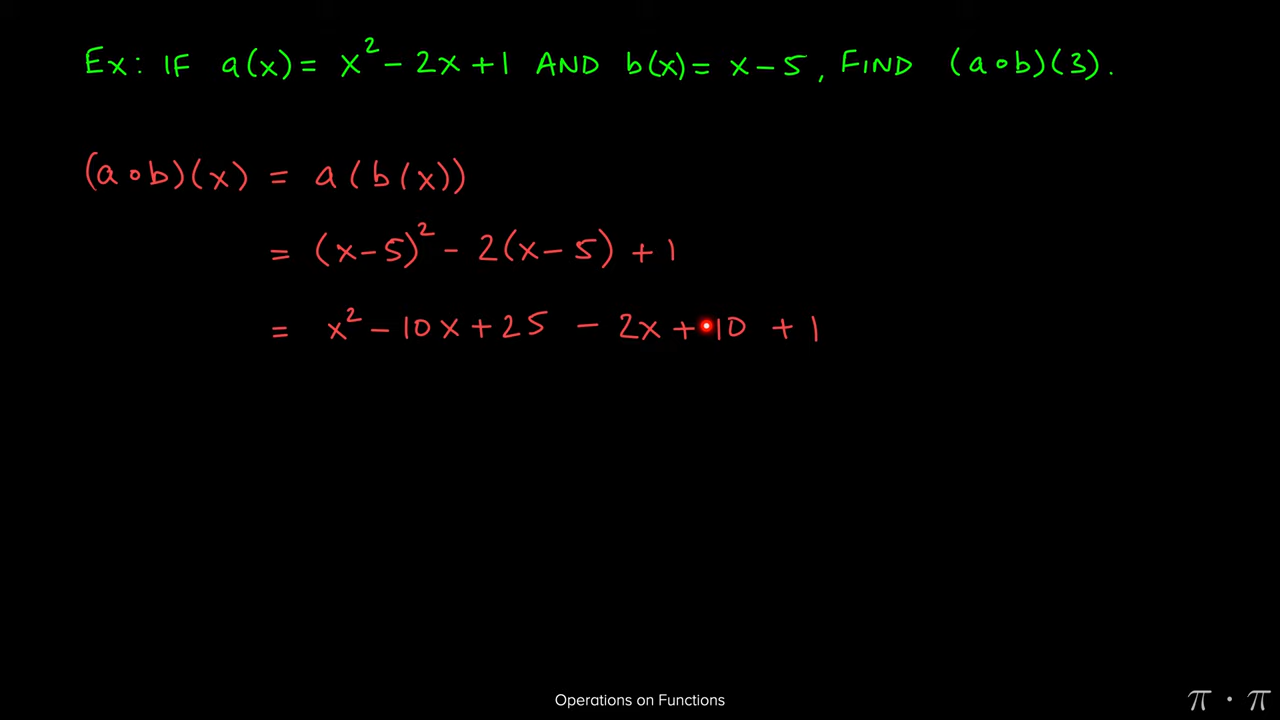 Ex: IF a(x) = x² - 2x + 1 AND b(x) = x - 5, FIND (a∘b)(3).
(a∘b)(x) = a(b(x))
= (x-5)² - 2(x-5) + 1
= x² - 10x + 25 - 2x + 10 + 1
Operations on Functions
π · π